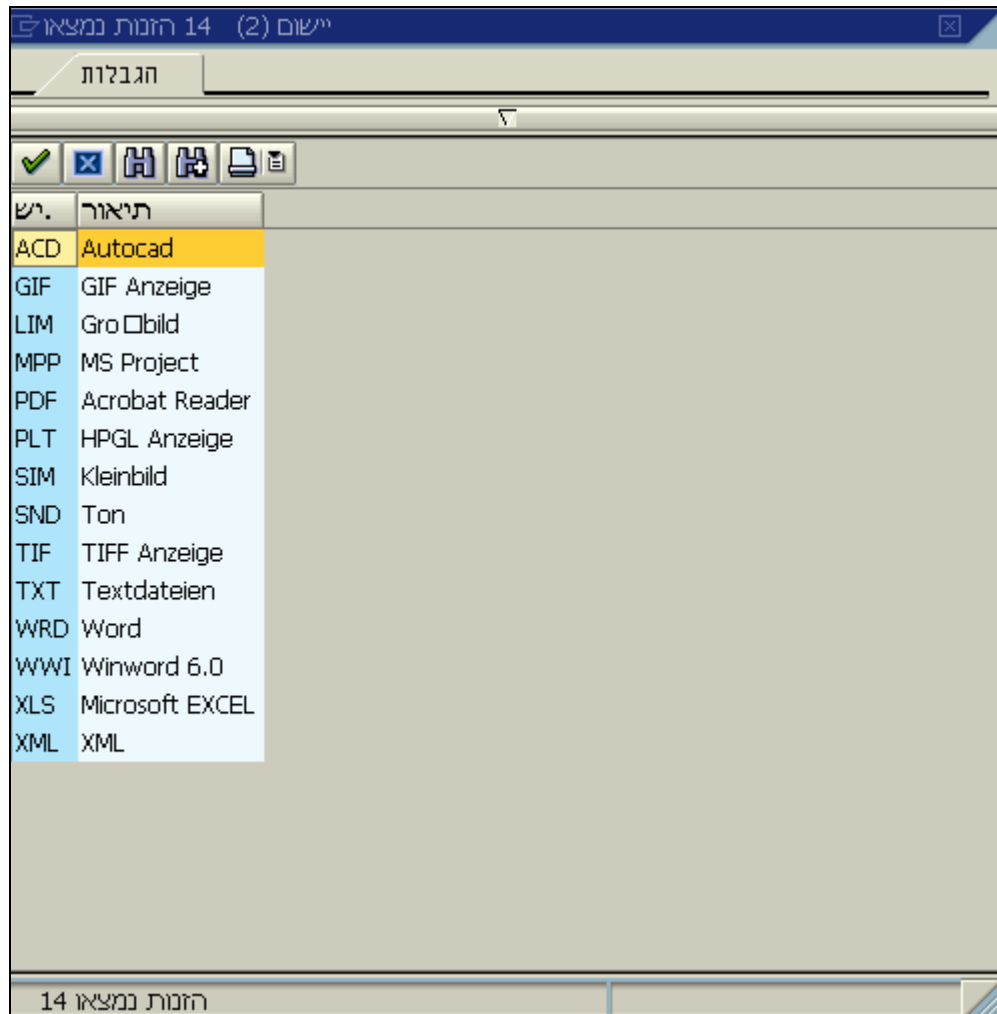 יישום (2) 14 הזנות נמצאו
הגבלות
יש. תיאור
ACD Autocad
GIF GIF Anzeige
LIM Gro□bild
MPP MS Project
PDF Acrobat Reader
PLT HPGL Anzeige
SIM Kleinbild
SND Ton
TIF TIFF Anzeige
TXT Textdateien
WRD Word
WWI Winword 6.0
XLS Microsoft EXCEL
XML XML
14 הזנות נמצאו